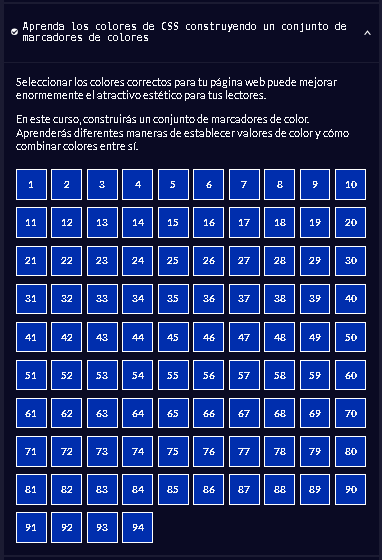 Aprenda los colores de CSS construyendo un conjunto de
marcadores de colores
Seleccionar los colores correctos para tu página web puede mejorar
enormemente el atractivo estético para tus lectores.
En este curso, construirás un conjunto de marcadores de color.
Aprenderás diferentes maneras de establecer valores de color y cómo
combinar colores entre sí.
1 2 3 4 5 6 7 8 9 10
11 12 13 14 15 16 17 18 19 20
21 22 23 24 25 26 27 28 29 30
31 32 33 34 35 36 37 38 39 40
41 42 43 44 45 46 47 48 49 50
51 52 53 54 55 56 57 58 59 60
61 62 63 64 65 66 67 68 69 70
71 72 73 74 75 76 77 78 79 80
81 82 83 84 85 86 87 88 89 90
91 92 93 94